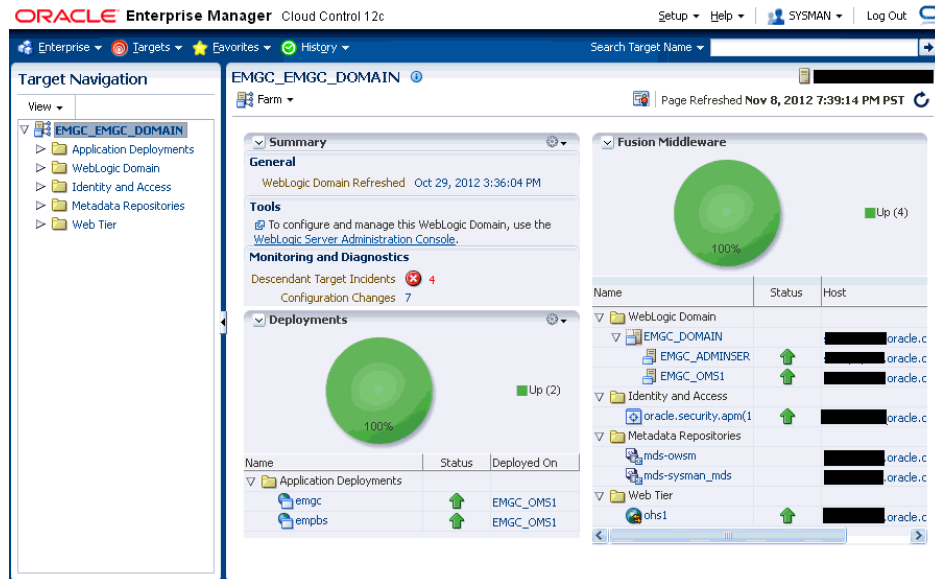 ORACLE Enterprise Manager Cloud Control 12c
Setup Help SYSMAN Log Out
Enterprise Targets Favorites History Search Target Name
Target Navigation
View
EMGC_EMGC_DOMAIN
Application Deployments
WebLogic Domain
Identity and Access
Metadata Repositories
Web Tier
EMGC_EMGC_DOMAIN
Farm
Page Refreshed Nov 8, 2012 7:39:14 PM PST
Summary
General
WebLogic Domain Refreshed Oct 29, 2012 3:36:04 PM
Tools
To configure and manage this WebLogic Domain, use the
WebLogic Server Administration Console.
Monitoring and Diagnostics
Descendant Target Incidents 4
Configuration Changes 7
Deployments
Up (2)
100%
Name Status Deployed On
Application Deployments
emgc EMGC_OMS1
empbs EMGC_OMS1
Fusion Middleware
Up (4)
100%
Name Status Host
WebLogic Domain
EMGC_DOMAIN oracle.c
EMGC_ADMINSER oracle.c
EMGC_OMS1 oracle.c
Identity and Access
oracle.security.apm(1 oracle.c
Metadata Repositories
mds-owsm .oracle.c
mds-sysman_mds .oracle.c
Web Tier
ohs1 .oracle.c